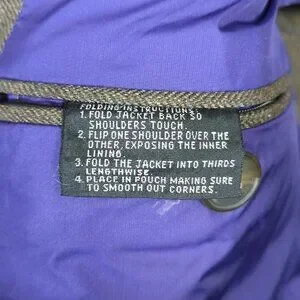 FOLDING INSTRUCTIONS:
1. FOLD JACKET BACK SO
SHOULDERS TOUCH.
2. FLIP ONE SHOULDER OVER THE
OTHER, EXPOSING THE INNER
LINING.
3. FOLD THE JACKET INTO THIRDS
LENGTHWISE.
4. PLACE IN POUCH MAKING SURE
TO SMOOTH OUT CORNERS.